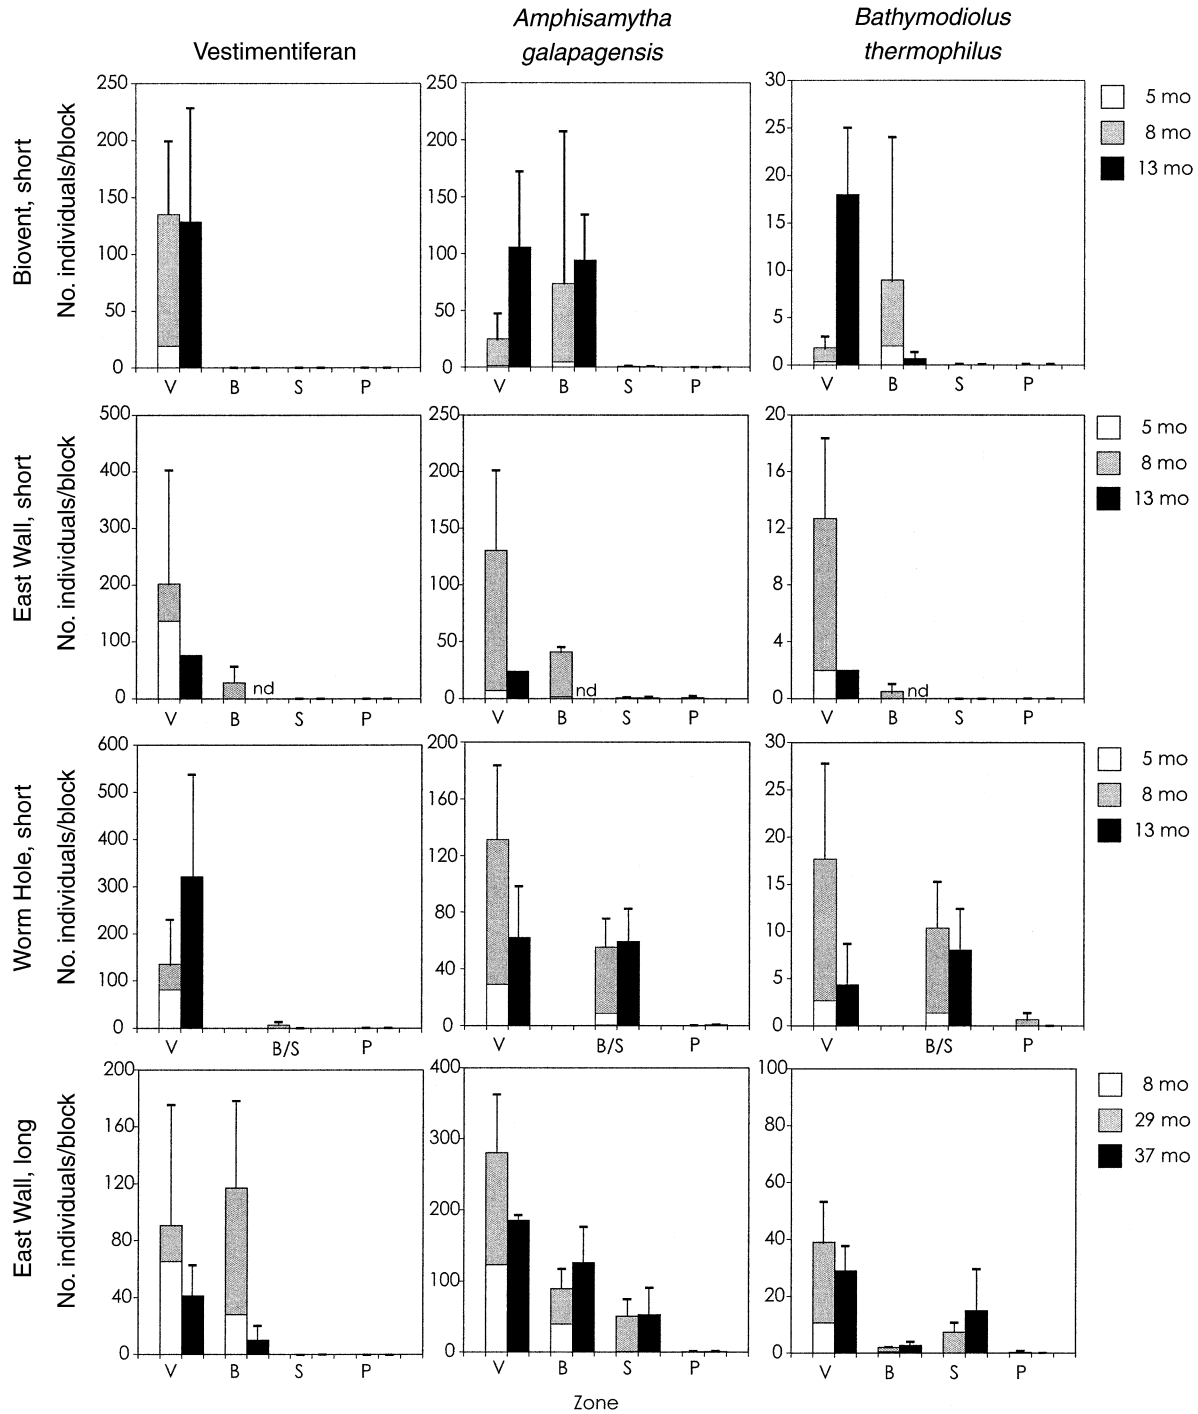 Vestimentiferan
Amphisamytha
galapagensis
Bathymodiolus
thermophilus
Biovent, short
No. individuals/block
250
200
150
100
50
0
V B S P
250
200
150
100
50
0
V B S P
30
25
20
15
10
5
0
V B S P
5 mo
8 mo
13 mo
East Wall, short
No. individuals/block
500
400
300
200
100
0
nd
V B S P
250
200
150
100
50
0
nd
V B S P
20
16
12
8
4
0
nd
V B S P
5 mo
8 mo
13 mo
Worm Hole, short
No. individuals/block
600
500
400
300
200
100
0
V B/S P
200
160
120
80
40
0
V B/S P
30
25
20
15
10
5
0
V B/S P
5 mo
8 mo
13 mo
East Wall, long
No. individuals/block
200
160
120
80
40
0
V B S P
400
300
200
100
0
V B S P
100
80
60
40
20
0
V B S P
8 mo
29 mo
37 mo
Zone